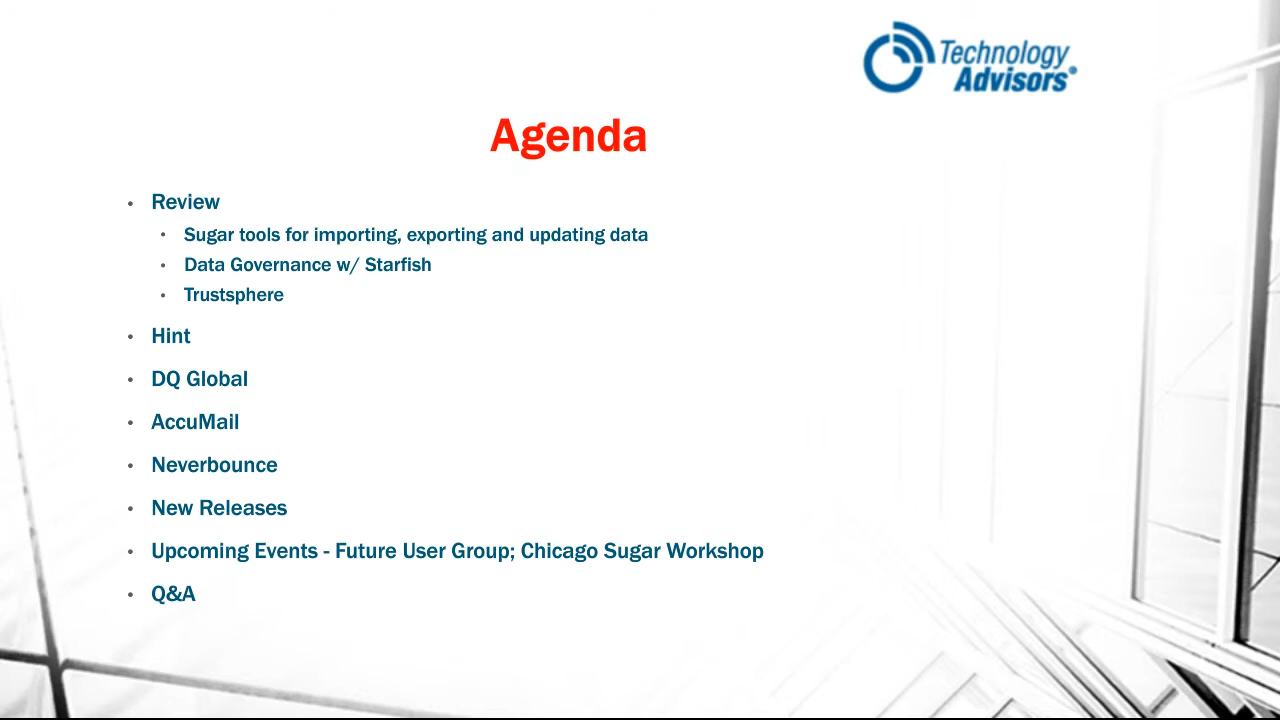 Technology
Advisors®
Agenda
• Review
• Sugar tools for importing, exporting and updating data
• Data Governance w/ Starfish
• Trustsphere
• Hint
• DQ Global
• AccuMail
• Neverbounce
• New Releases
• Upcoming Events - Future User Group; Chicago Sugar Workshop
• Q&A